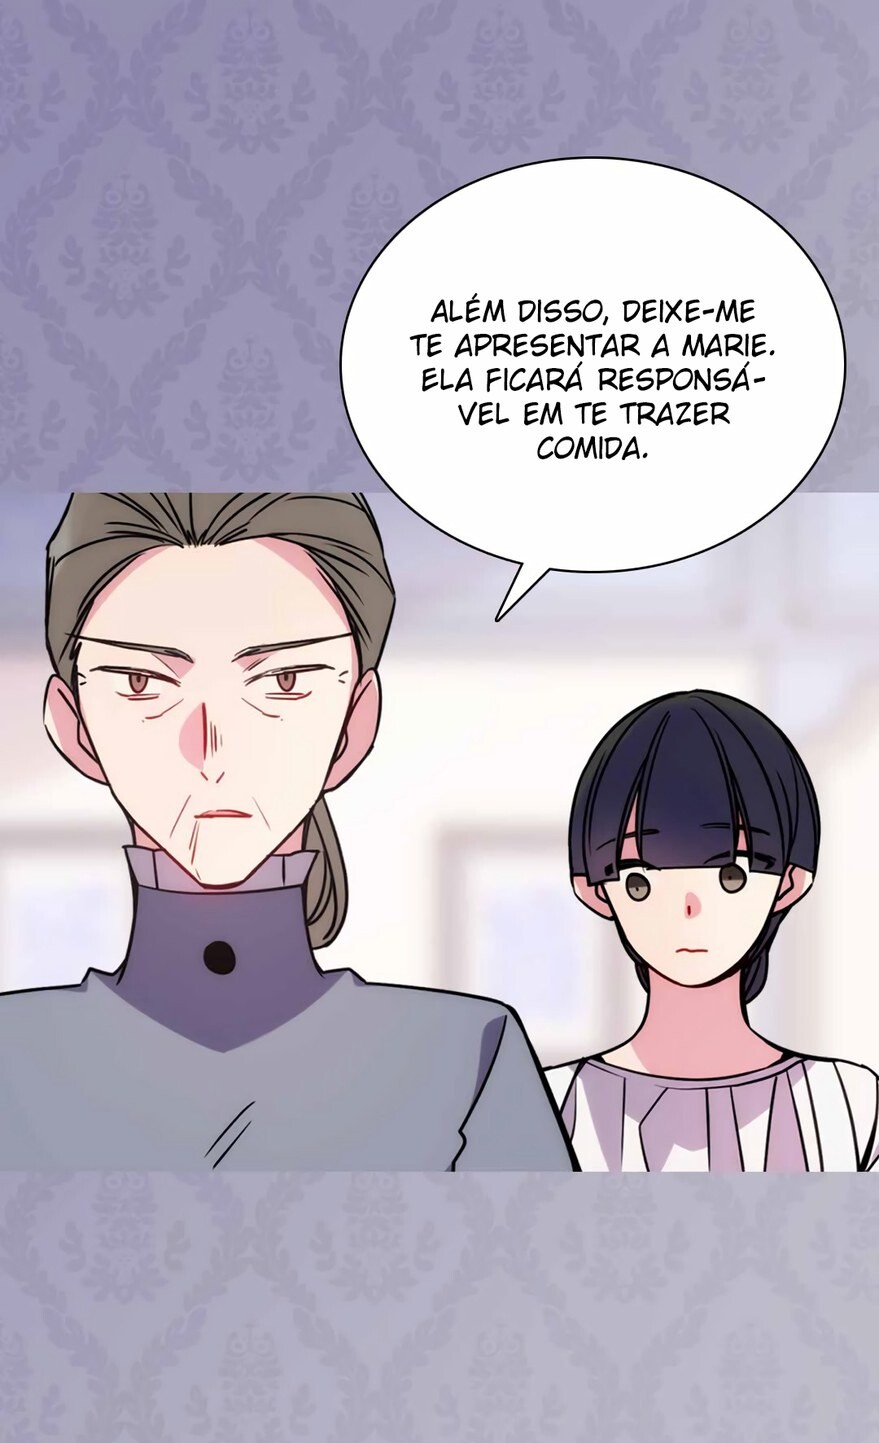 ALÉM DISSO, DEIXE-ME
TE APRESENTAR A MARIE.
ELA FICARÁ RESPONSÁ-
VEL EM TE TRAZER
COMIDA.